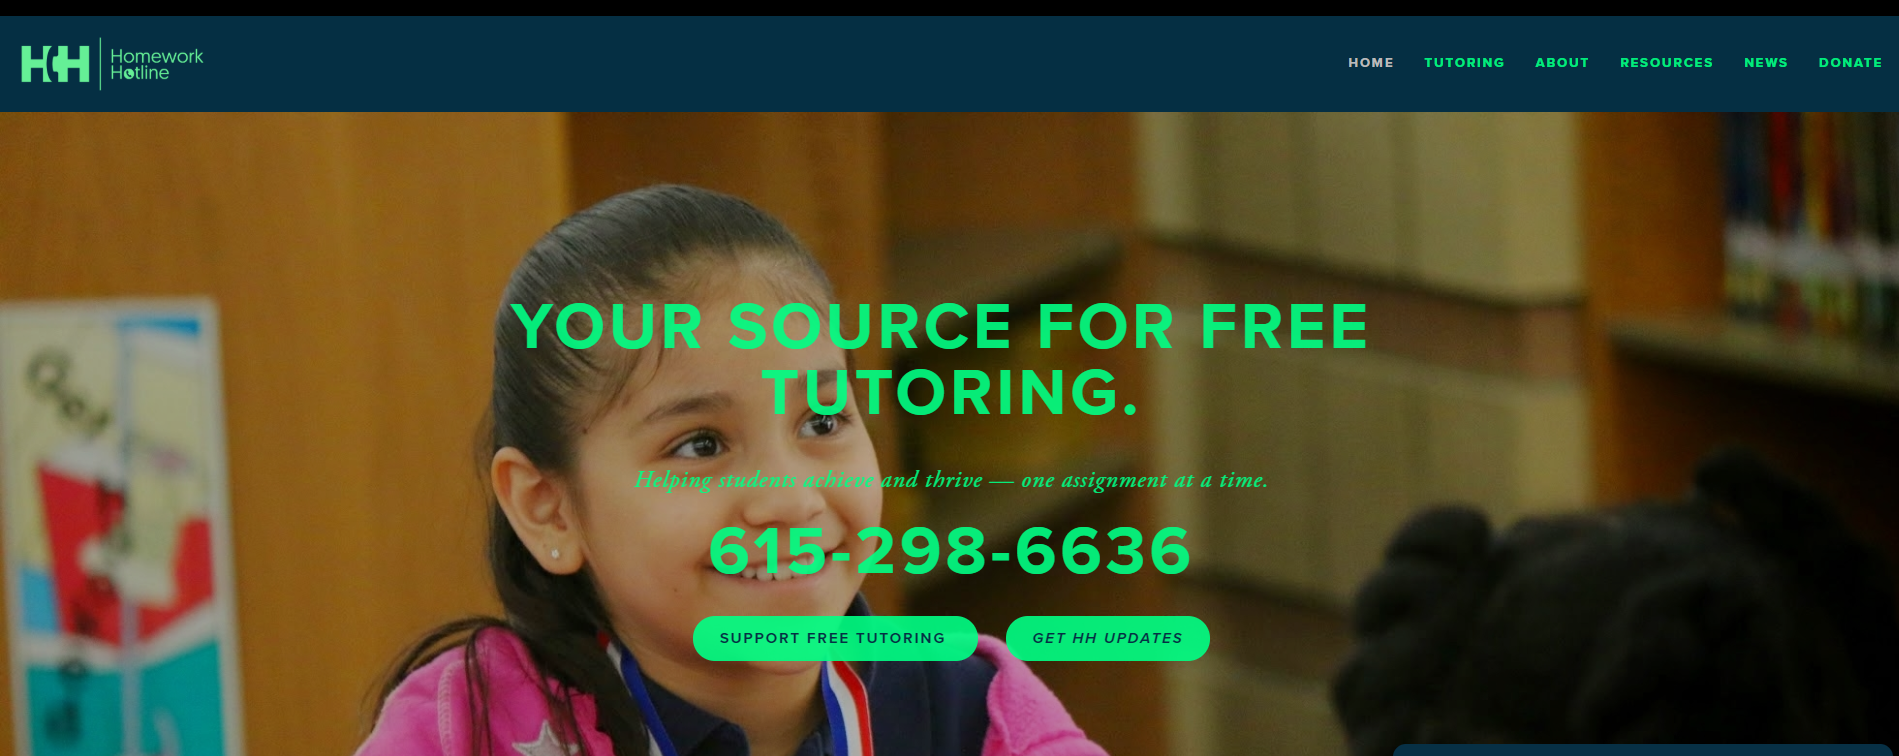 HH
Homework
Hotline
HOME TUTORING ABOUT RESOURCES NEWS DONATE
YOUR SOURCE FOR FREE
TUTORING.
Helping students achieve and thrive — one assignment at a time.
615-298-6636
SUPPORT FREE TUTORING GET HH UPDATES